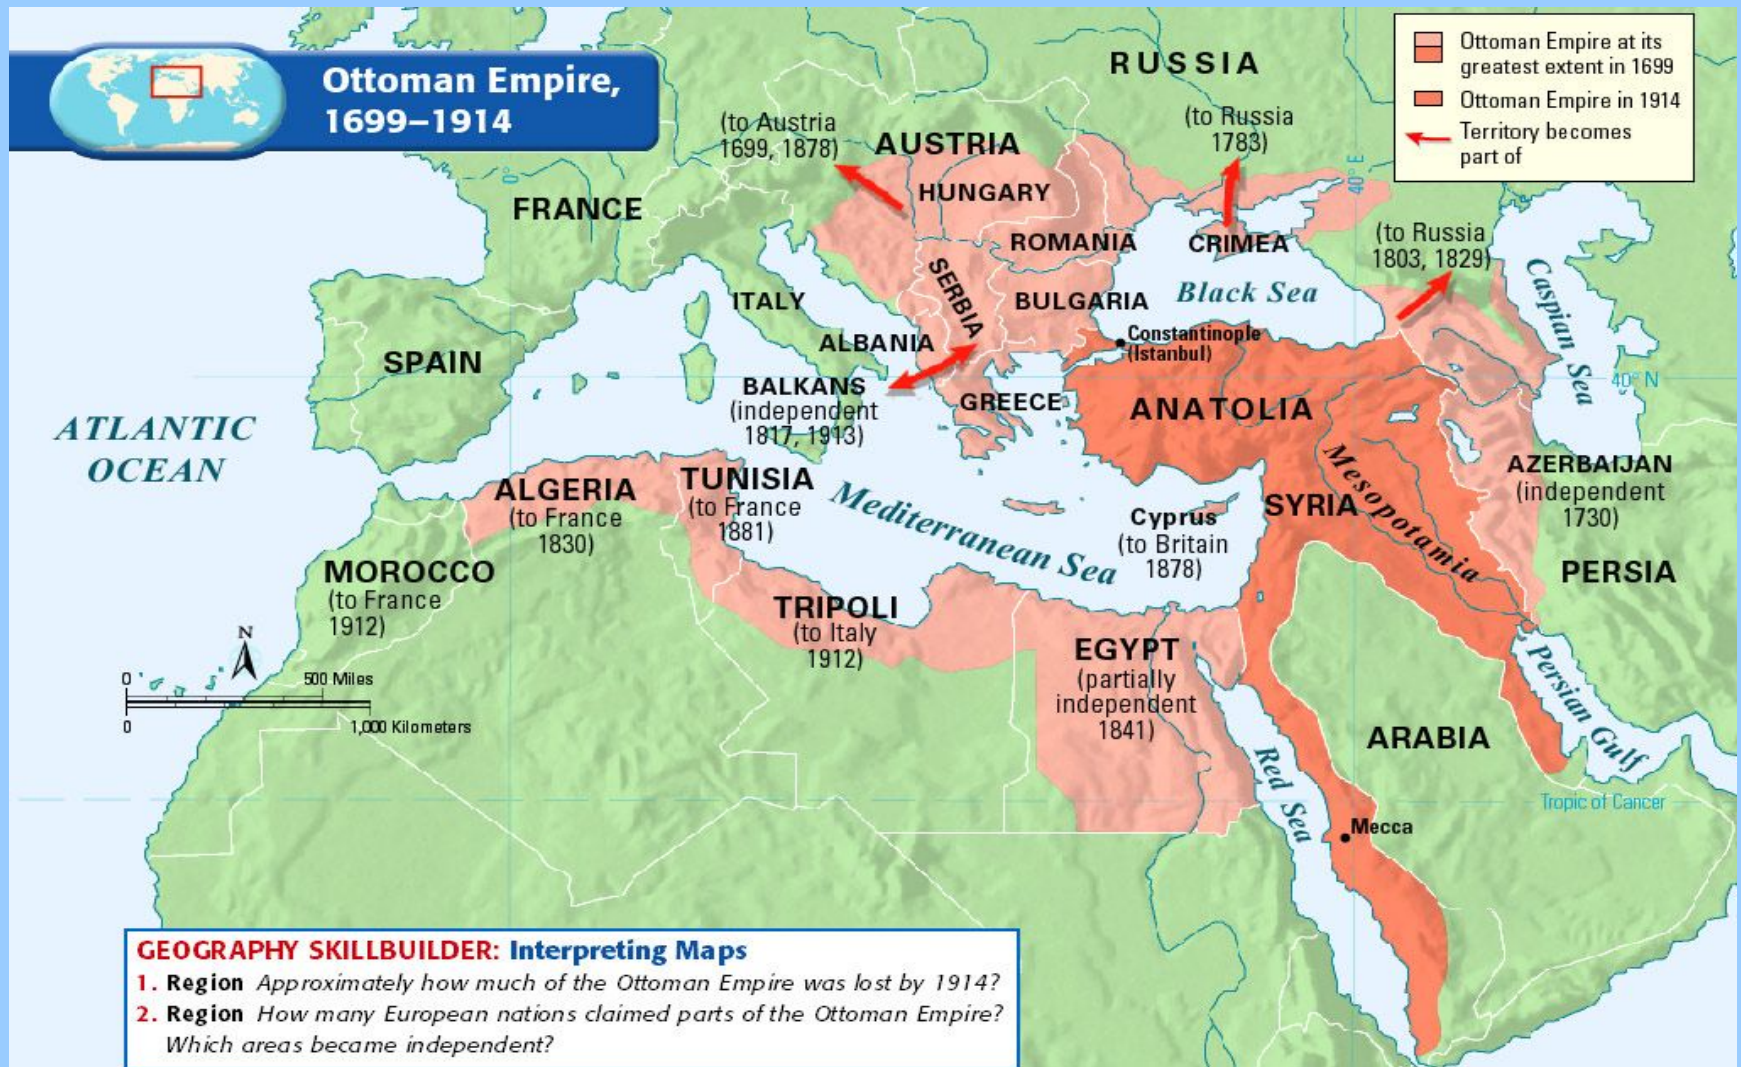 Ottoman Empire,
1699–1914
Ottoman Empire at its
greatest extent in 1699
Ottoman Empire in 1914
Territory becomes
part of
RUSSIA
(to Austria
1699, 1878)
AUSTRIA
(to Russia
1783)
40° E
0°
FRANCE
HUNGARY
ROMANIA
CRIMEA
(to Russia
1803, 1829)
SERBIA
BULGARIA
Black Sea
Caspian Sea
ITALY
ALBANIA
Constantinople
(Istanbul)
SPAIN
BALKANS
(independent
1817, 1913)
GREECE
ANATOLIA
40° N
ATLANTIC
OCEAN
ALGERIA
(to France
1830)
TUNISIA
(to France
1881)
Mediterranean Sea
Cyprus
(to Britain
1878)
SYRIA
Mesopotamia
AZERBAIJAN
(independent
1730)
PERSIA
MOROCCO
(to France
1912)
TRIPOLI
(to Italy
1912)
EGYPT
(partially
independent
1841)
N
0
500 Miles
0
1,000 Kilometers
ARABIA
Persian Gulf
Red Sea
Tropic of Cancer
Mecca
GEOGRAPHY SKILLBUILDER: Interpreting Maps
1. Region Approximately how much of the Ottoman Empire was lost by 1914?
2. Region How many European nations claimed parts of the Ottoman Empire?
Which areas became independent?